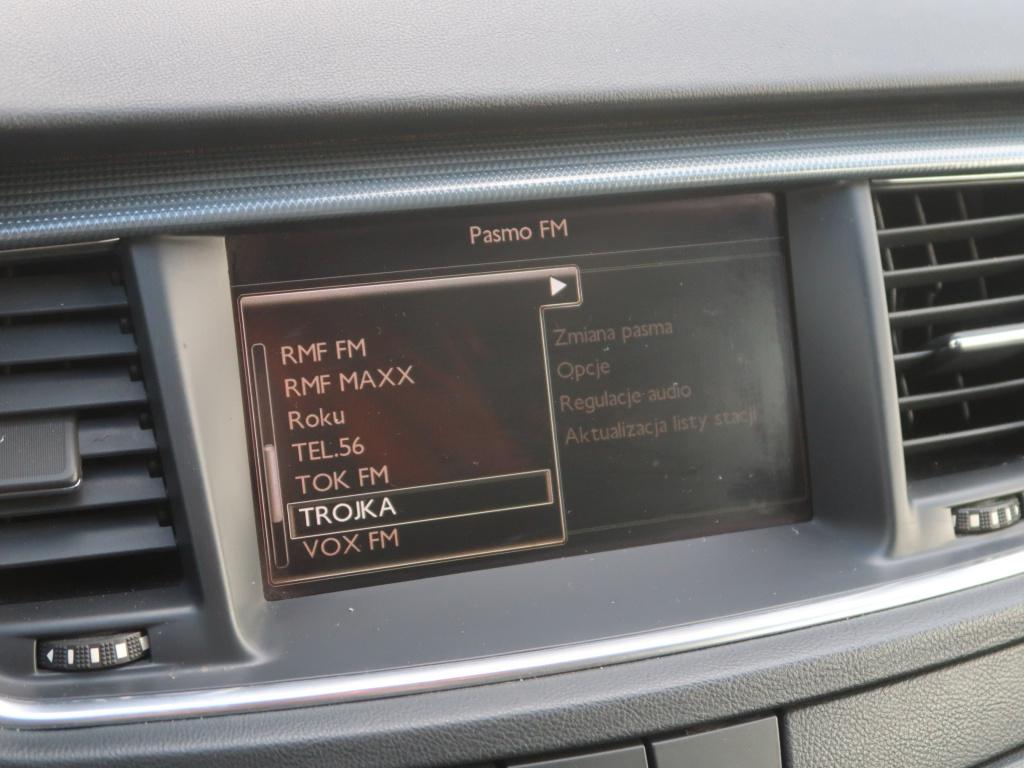 Pasmo FM
RMF FM
RMF MAXX
Roku
TEL.56
TOK FM
TROJKA
VOX FM
Zmiana pasma
Opcje
Regulacje audio
Aktualizacja listy stacji